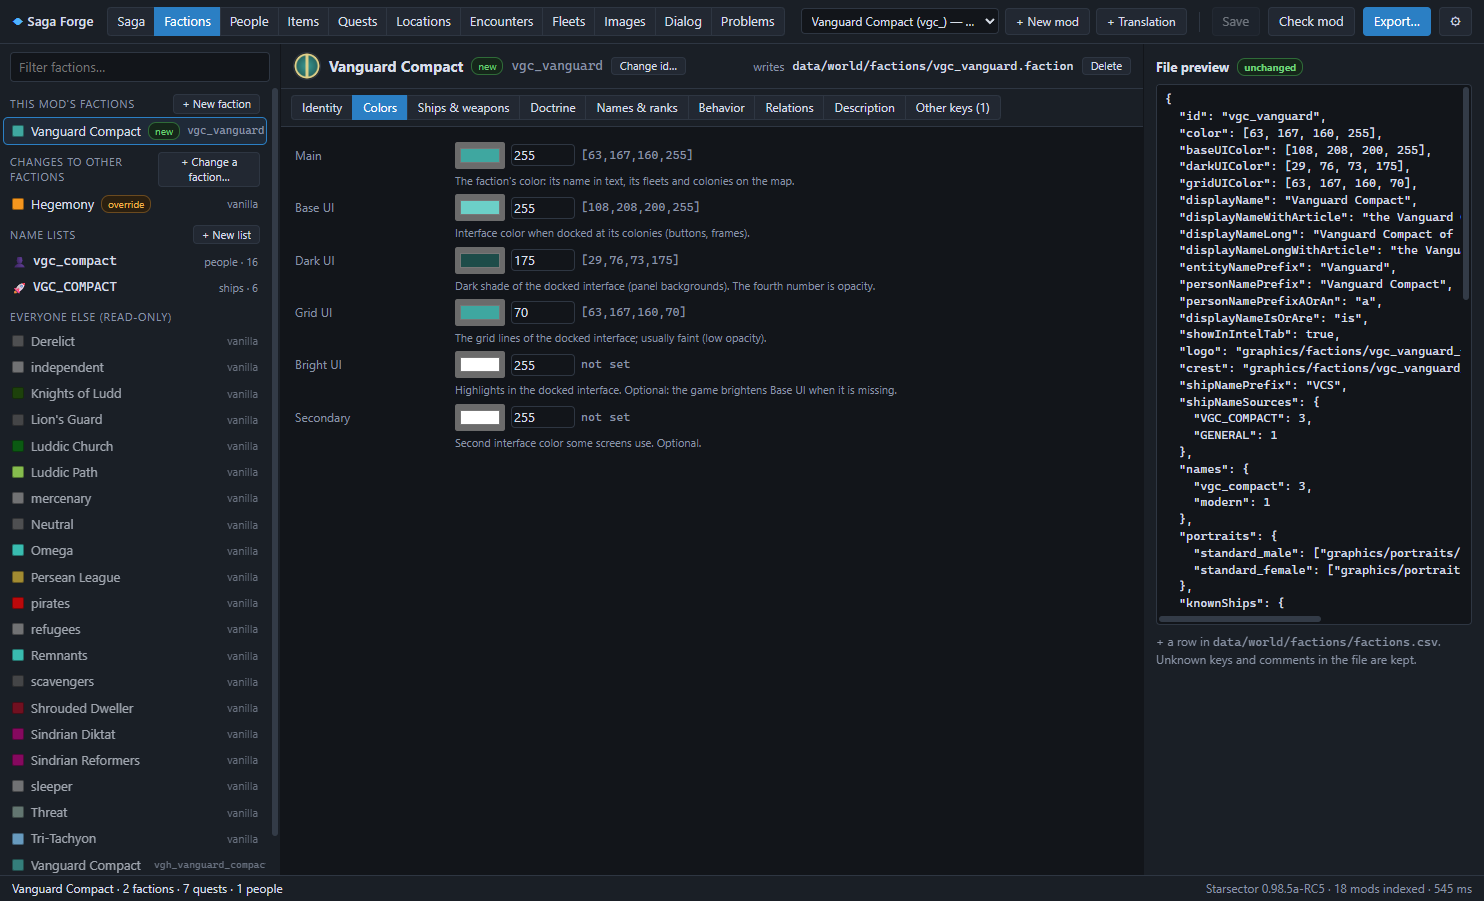 Saga Forge
Saga Factions People Items Quests Locations Encounters Fleets Images Dialog Problems
Vanguard Compact (vgc_) — ...
+ New mod
+ Translation
Save
Check mod
Export...
Filter factions...
THIS MOD'S FACTIONS
+ New faction
Vanguard Compact new vgc_vanguard
CHANGES TO OTHER FACTIONS
+ Change a faction...
Hegemony override vanilla
NAME LISTS
+ New list
vgc_compact people · 16
VGC_COMPACT ships · 6
EVERYONE ELSE (READ-ONLY)
Derelict vanilla
independent vanilla
Knights of Ludd vanilla
Lion's Guard vanilla
Luddic Church vanilla
Luddic Path vanilla
mercenary vanilla
Neutral vanilla
Omega vanilla
Persean League vanilla
pirates vanilla
refugees vanilla
Remnants vanilla
scavengers vanilla
Shrouded Dweller vanilla
Sindrian Diktat vanilla
Sindrian Reformers vanilla
sleeper vanilla
Threat vanilla
Tri-Tachyon vanilla
Vanguard Compact vgh_vanguard_compac
Vanguard Compact new vgc_vanguard Change id...
writes data/world/factions/vgc_vanguard.faction Delete
Identity Colors Ships & weapons Doctrine Names & ranks Behavior Relations Description Other keys (1)
Main 255 [63,167,160,255]
The faction's color: its name in text, its fleets and colonies on the map.
Base UI 255 [108,208,200,255]
Interface color when docked at its colonies (buttons, frames).
Dark UI 175 [29,76,73,175]
Dark shade of the docked interface (panel backgrounds). The fourth number is opacity.
Grid UI 70 [63,167,160,70]
The grid lines of the docked interface; usually faint (low opacity).
Bright UI 255 not set
Highlights in the docked interface. Optional: the game brightens Base UI when it is missing.
Secondary 255 not set
Second interface color some screens use. Optional.
File preview unchanged
{
"id": "vgc_vanguard",
"color": [63, 167, 160, 255],
"baseUIColor": [108, 208, 200, 255],
"darkUIColor": [29, 76, 73, 175],
"gridUIColor": [63, 167, 160, 70],
"displayName": "Vanguard Compact",
"displayNameWithArticle": "the Vanguard
"displayNameLong": "Vanguard Compact of
"displayNameLongWithArticle": "the Vangu
"entityNamePrefix": "Vanguard",
"personNamePrefix": "Vanguard Compact",
"personNamePrefixAOrAn": "a",
"displayNameIsOrAre": "is",
"showInIntelTab": true,
"logo": "graphics/factions/vgc_vanguard_
"crest": "graphics/factions/vgc_vanguard
"shipNamePrefix": "VCS",
"shipNameSources": {
"VGC_COMPACT": 3,
"GENERAL": 1
},
"names": {
"vgc_compact": 3,
"modern": 1
},
"portraits": {
"standard_male": ["graphics/portraits/
"standard_female": ["graphics/portrait
},
"knownShips": {
+ a row in data/world/factions/factions.csv.
Unknown keys and comments in the file are kept.
Vanguard Compact · 2 factions · 7 quests · 1 people
Starsector 0.98.5a-RC5 · 18 mods indexed · 545 ms